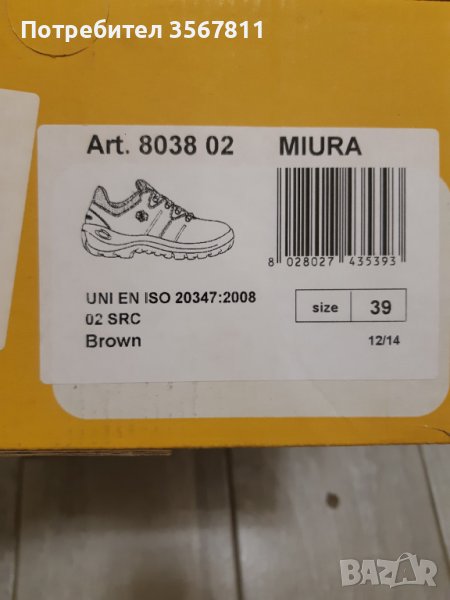 Потребител 3567811
Art. 8038 02 MIURA
8 028027 435393
UNI EN ISO 20347:2008
02 SRC
Brown
size 39
12/14
BAZAR